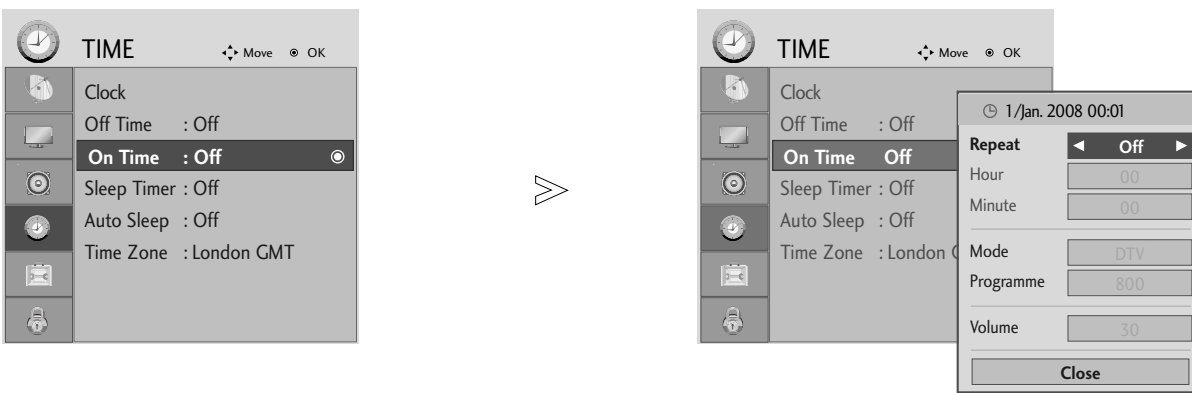 TIME Move OK
Clock
Off Time : Off
On Time : Off
Sleep Timer : Off
Auto Sleep : Off
Time Zone : London GMT
TIME Move OK
Clock
Off Time : Off
On Time Off
Sleep Timer : Off
Auto Sleep : Off
Time Zone : London G
1/Jan. 2008 00:01
Repeat ◄ Off ►
Hour 00
Minute 00
Mode DTV
Programme 800
Volume 30
Close